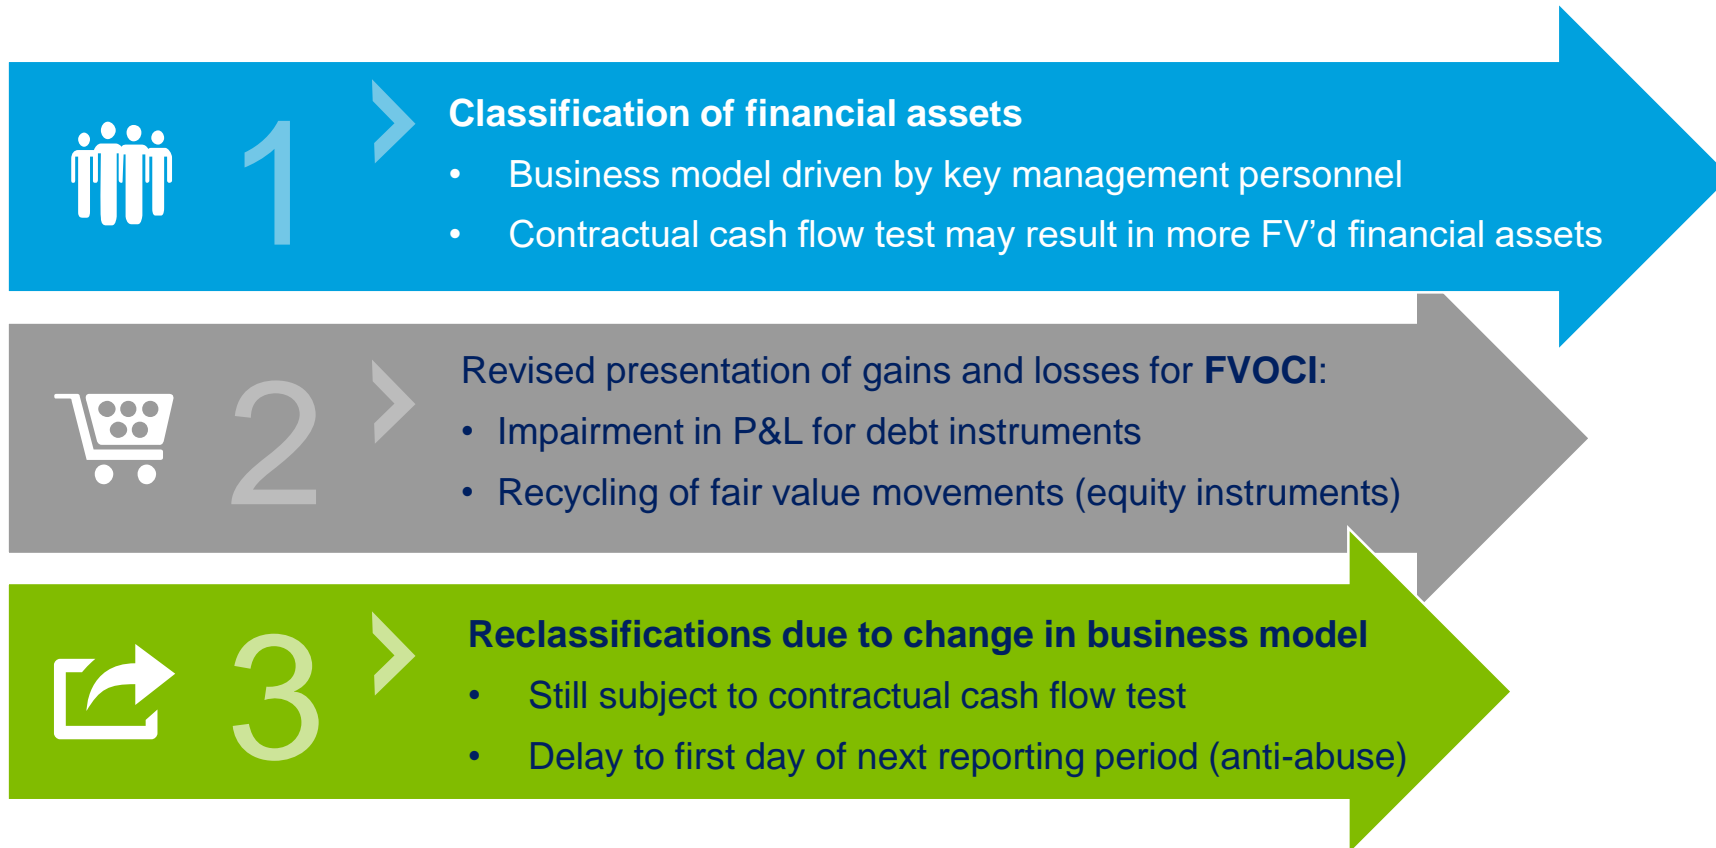 1
Classification of financial assets
• Business model driven by key management personnel
• Contractual cash flow test may result in more FV’d financial assets
2
Revised presentation of gains and losses for FVOCI:
• Impairment in P&L for debt instruments
• Recycling of fair value movements (equity instruments)
3
Reclassifications due to change in business model
• Still subject to contractual cash flow test
• Delay to first day of next reporting period (anti-abuse)